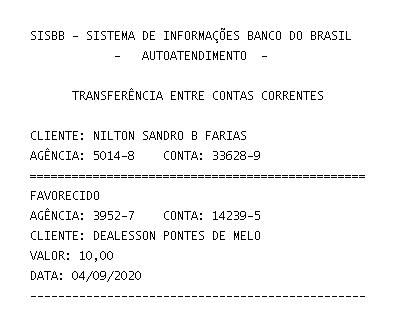 SISBB - SISTEMA DE INFORMAÇÕES BANCO DO BRASIL
- AUTOATENDIMENTO -
TRANSFERÊNCIA ENTRE CONTAS CORRENTES
CLIENTE: NILTON SANDRO B FARIAS
AGÊNCIA: 5014-8 CONTA: 33628-9
================================================
FAVORECIDO
AGÊNCIA: 3952-7 CONTA: 14239-5
CLIENTE: DEALESSON PONTES DE MELO
VALOR: 10,00
DATA: 04/09/2020
------------------------------------------------